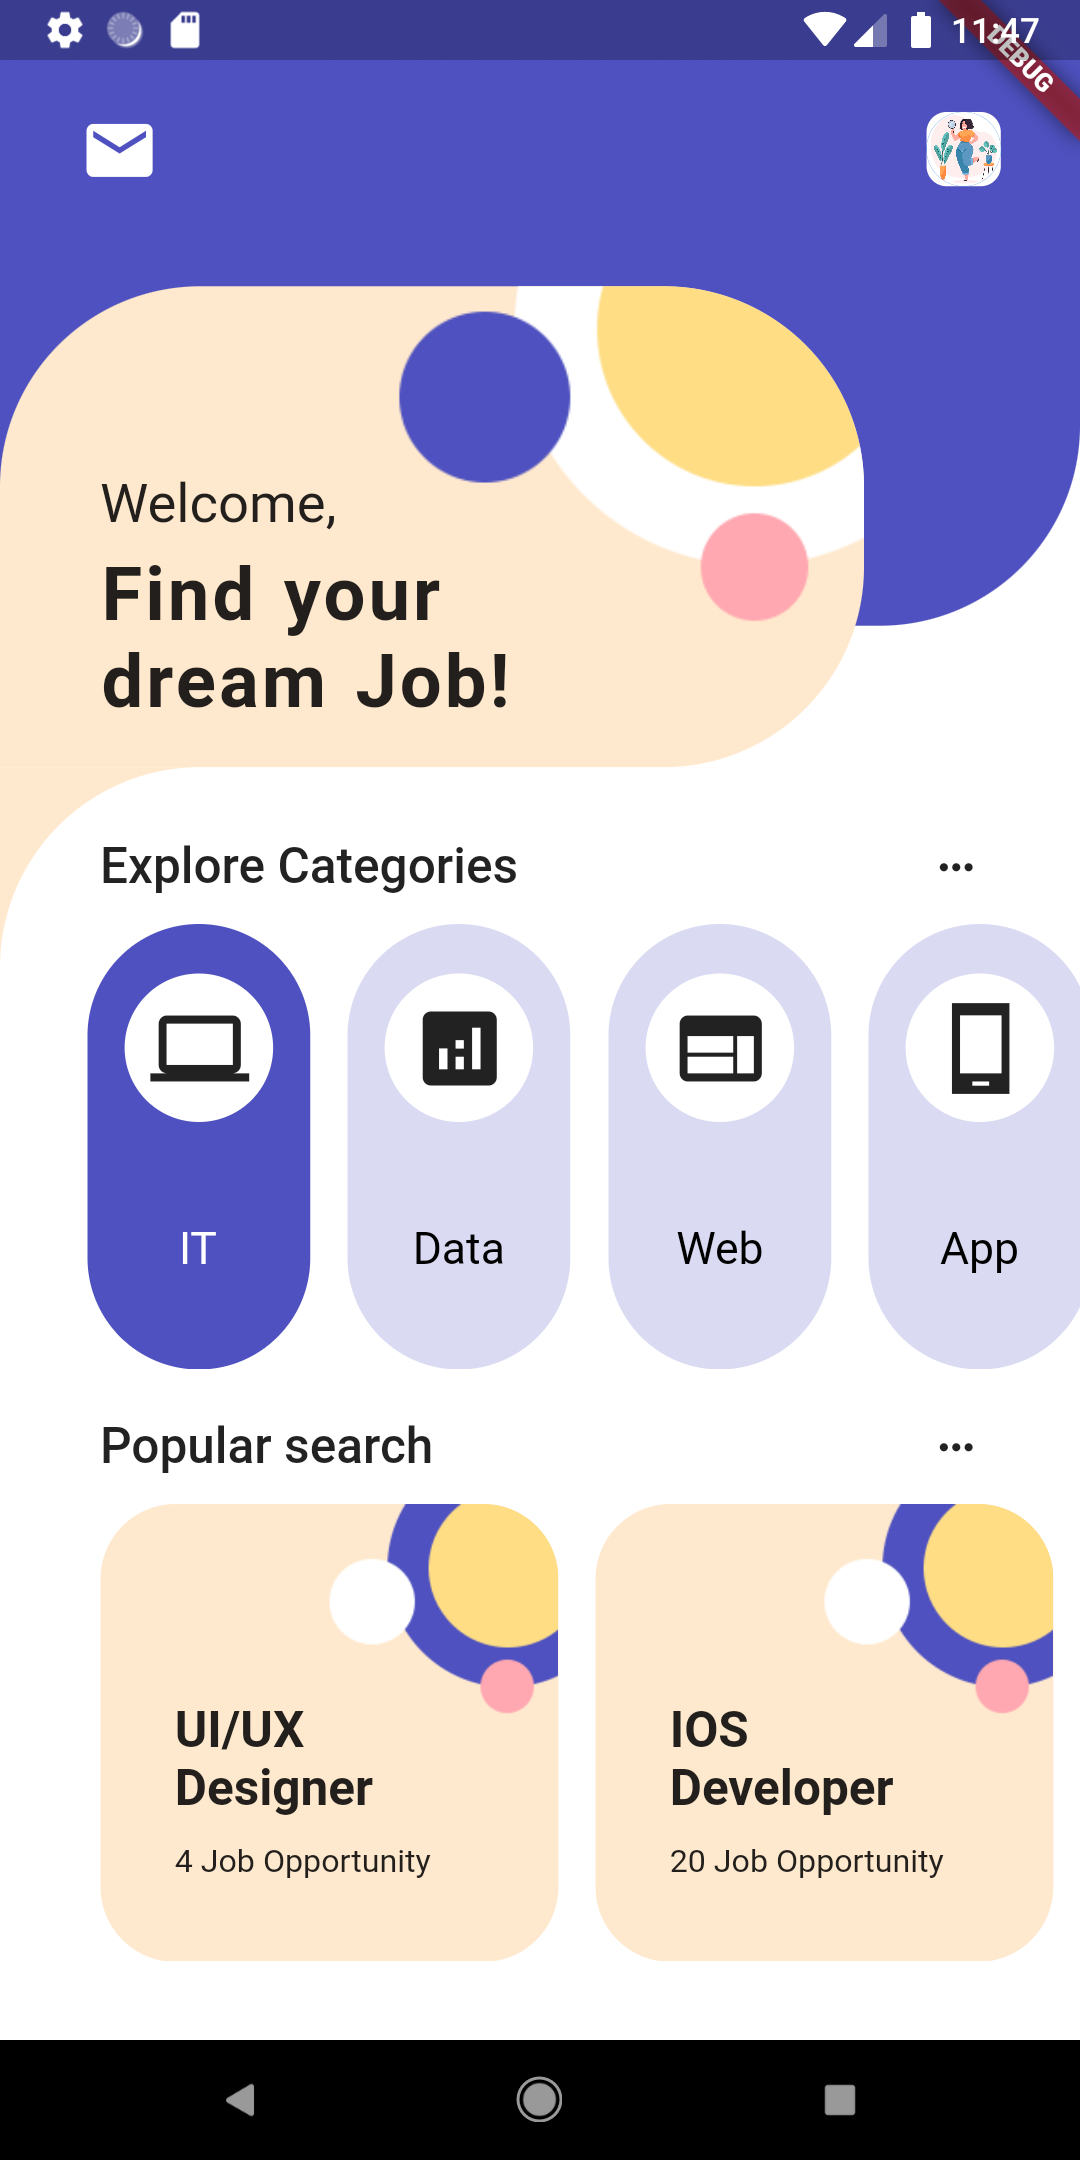 11:47
DEBUG
Welcome,
Find your
dream Job!
Explore Categories
IT
Data
Web
App
Popular search
UI/UX
Designer
4 Job Opportunity
IOS
Developer
20 Job Opportunity